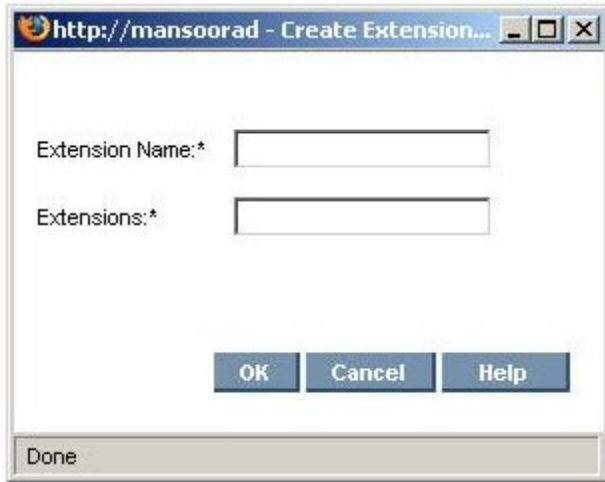 http://mansoorad - Create Extension...
Extension Name:*
Extensions:*
OK Cancel Help
Done